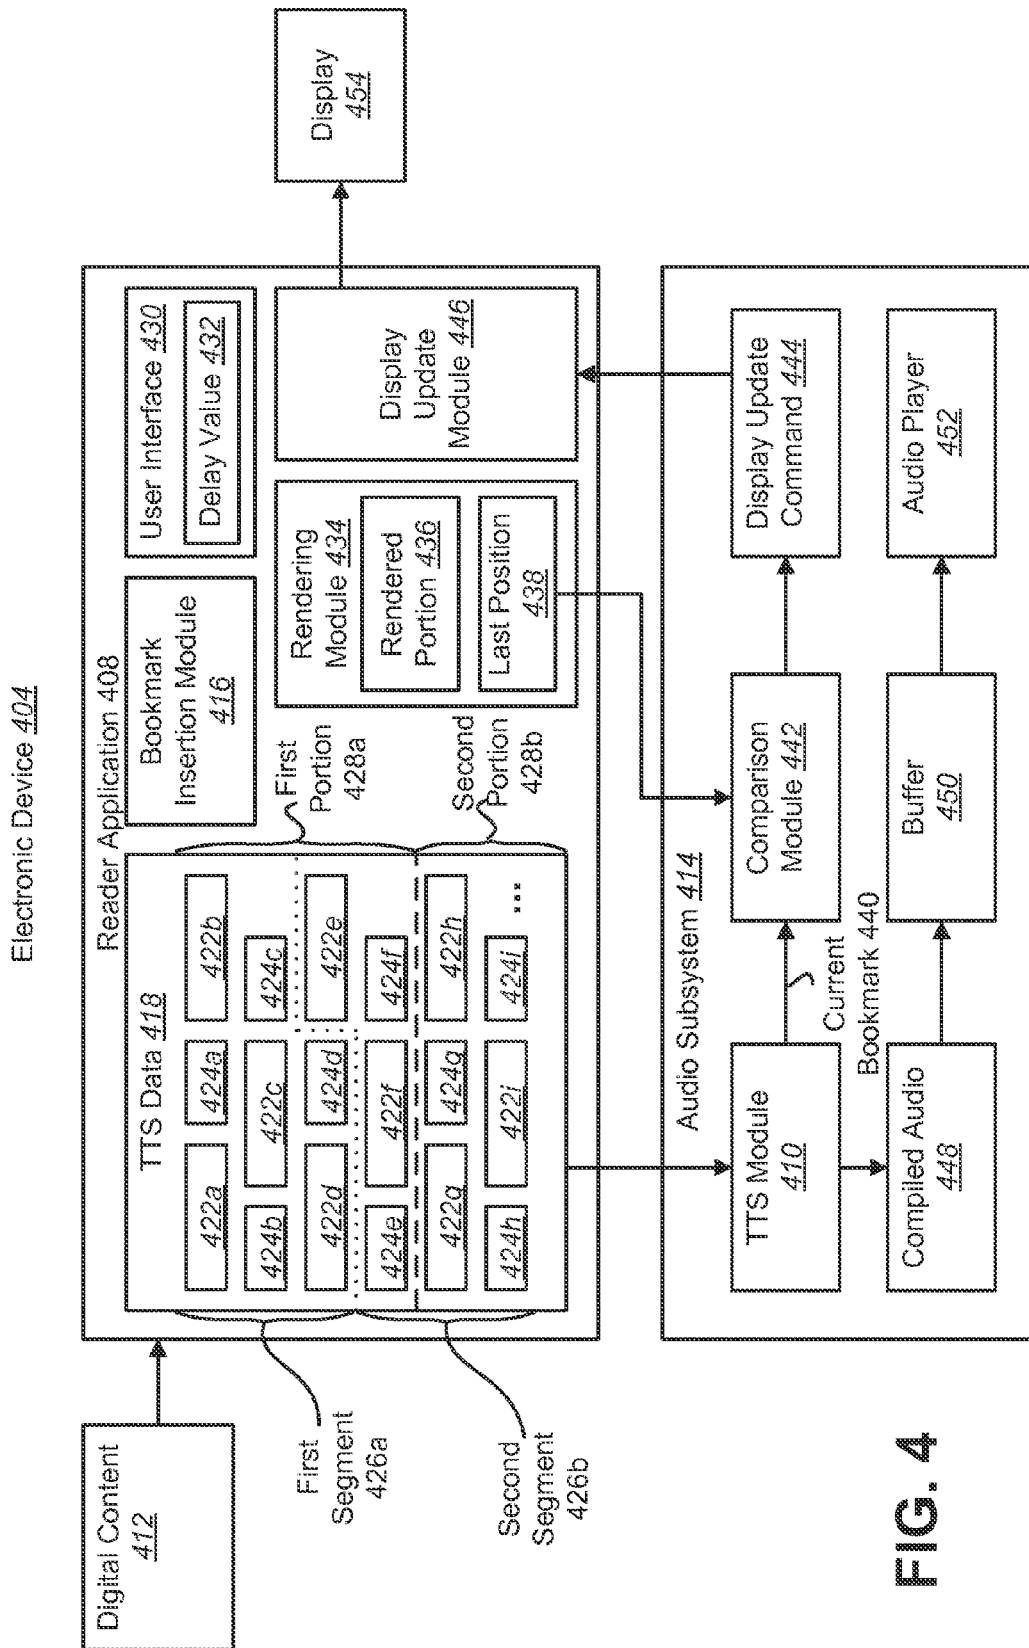 Electronic Device 404
Digital Content
412
Reader Application 408
TTS Data 418
422a
424a
422b
424b
422c
424c
422d
424d
422e
424e
422f
424f
422g
424g
422h
424h
422i
424i
...
First
Segment
426a
Second
Segment
426b
First
Portion
428a
Second
Portion
428b
Bookmark
Insertion Module
416
User Interface 430
Delay Value 432
Rendering
Module 434
Rendered
Portion 436
Last Position
438
Display
Update
Module 446
Display
454
Audio Subsystem 414
TTS Module
410
Current
Bookmark 440
Comparison
Module 442
Display Update
Command 444
Compiled Audio
448
Buffer
450
Audio Player
452
FIG. 4